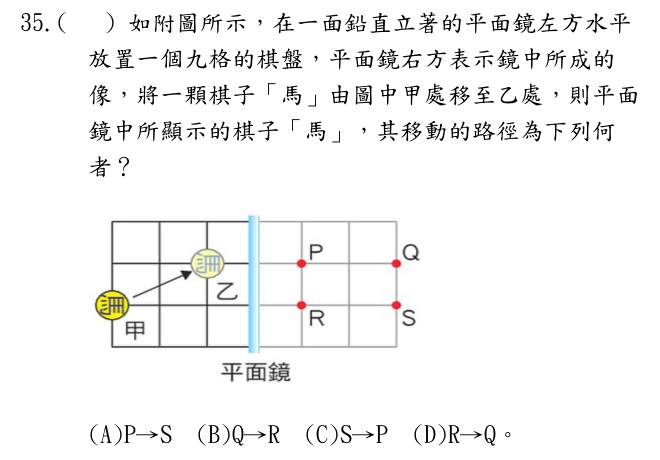 35.(　　)如附圖所示，在一面鉛直立著的平面鏡左方水平
放置一個九格的棋盤，平面鏡右方表示鏡中所成的
像，將一顆棋子「馬」由圖中甲處移至乙處，則平面
鏡中所顯示的棋子「馬」，其移動的路徑為下列何
者？
P
Q
馬
乙
馬
甲
R
S
平面鏡
(A)P→S　(B)Q→R　(C)S→P　(D)R→Q。